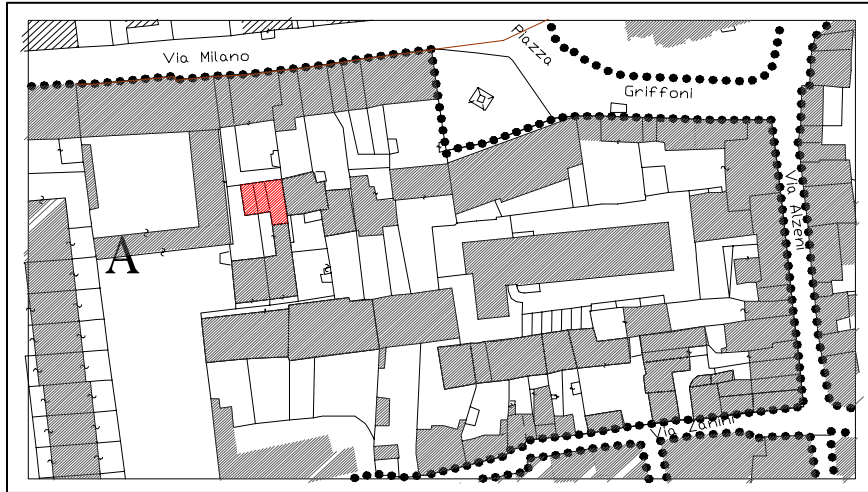 Via Milano
Piazza
Griffoni
Via Alzeni
A
Via Zanini